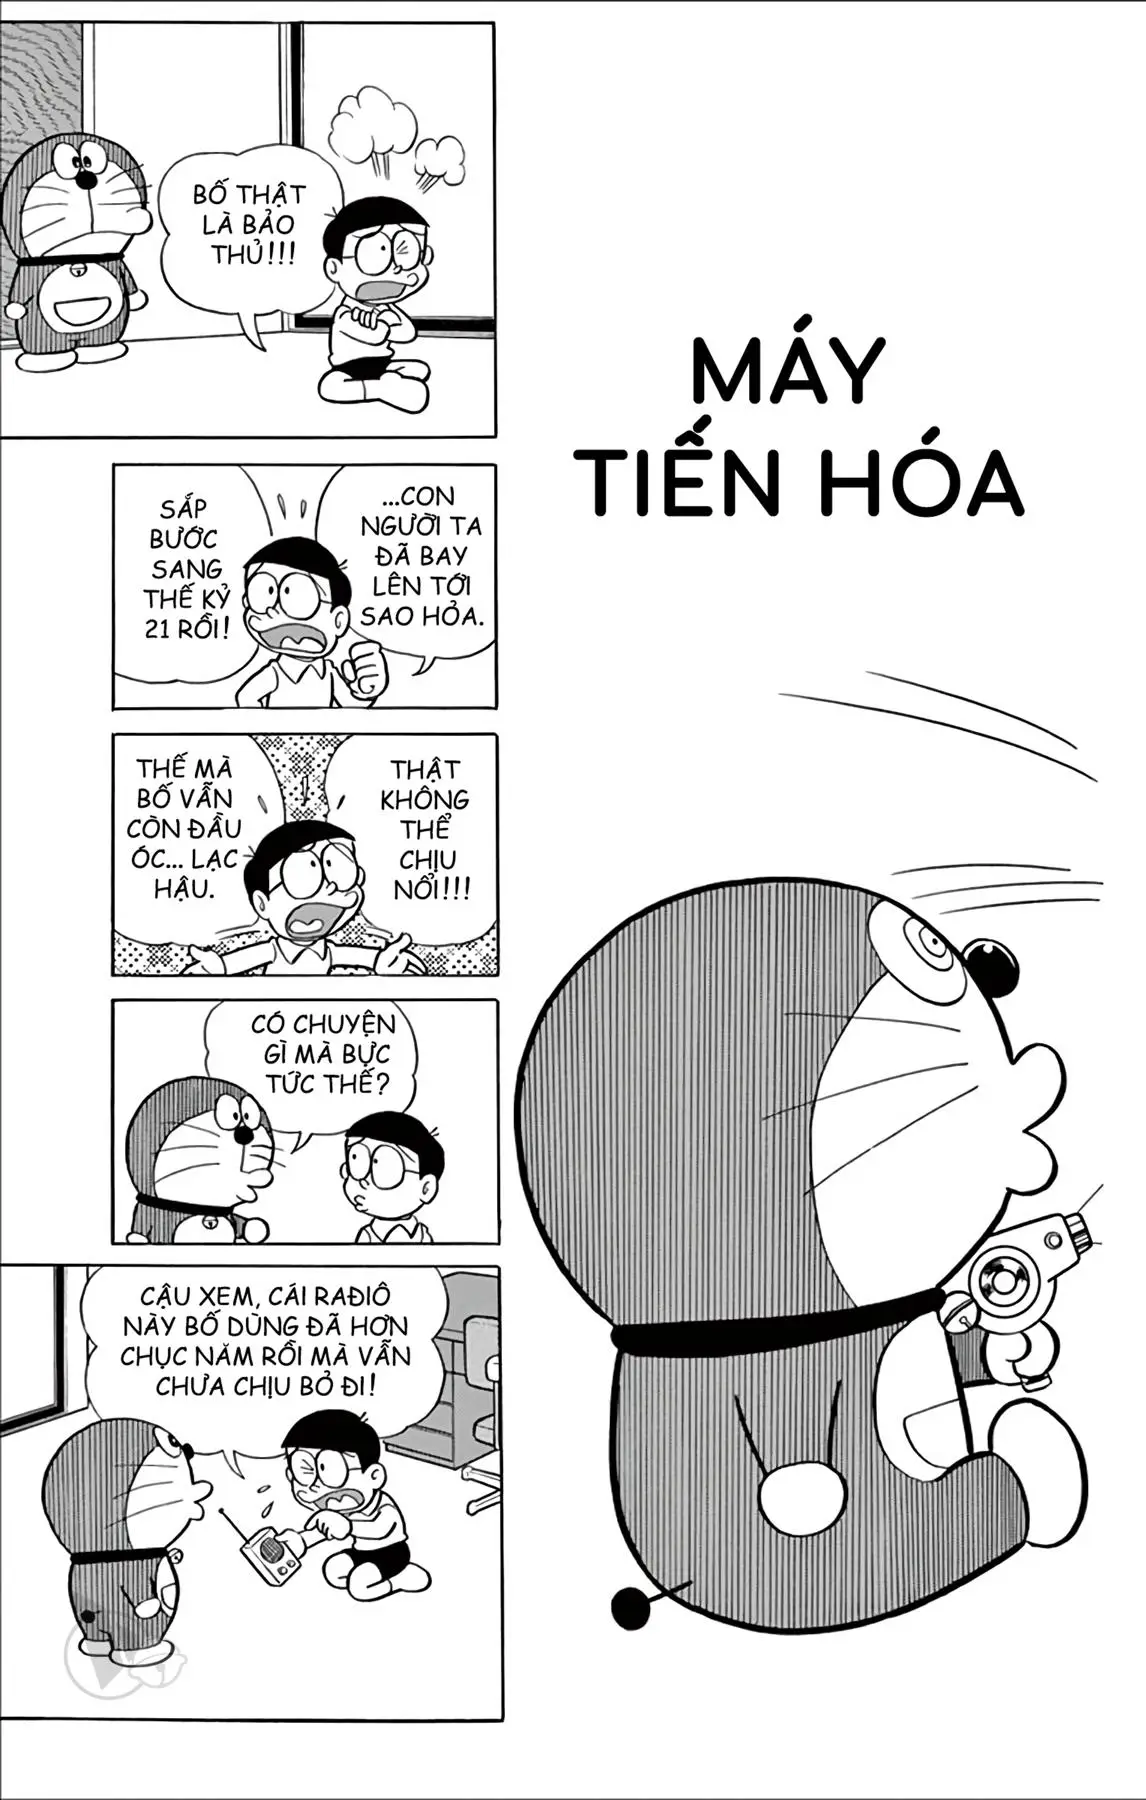 MÁY
TIẾN HÓA
BỐ THẬT
LÀ BẢO
THỦ!!!
...CON
NGƯỜI TA
ĐÃ BAY
LÊN TỚI
SAO HỎA.
SẮP
BƯỚC
SANG
THẾ KỶ
21 RỒI!
THẾ MÀ
BỐ VẪN
CÒN ĐẦU
ÓC... LẠC
HẬU.
THẬT
KHÔNG
THỂ
CHỊU
NỔI!!!
CÓ CHUYỆN
GÌ MÀ BỰC
TỨC THẾ?
CẬU XEM, CÁI RAĐIÔ
NÀY BỐ DÙNG ĐÃ HƠN
CHỤC NĂM RỒI MÀ VẪN
CHƯA CHỊU BỎ ĐI!